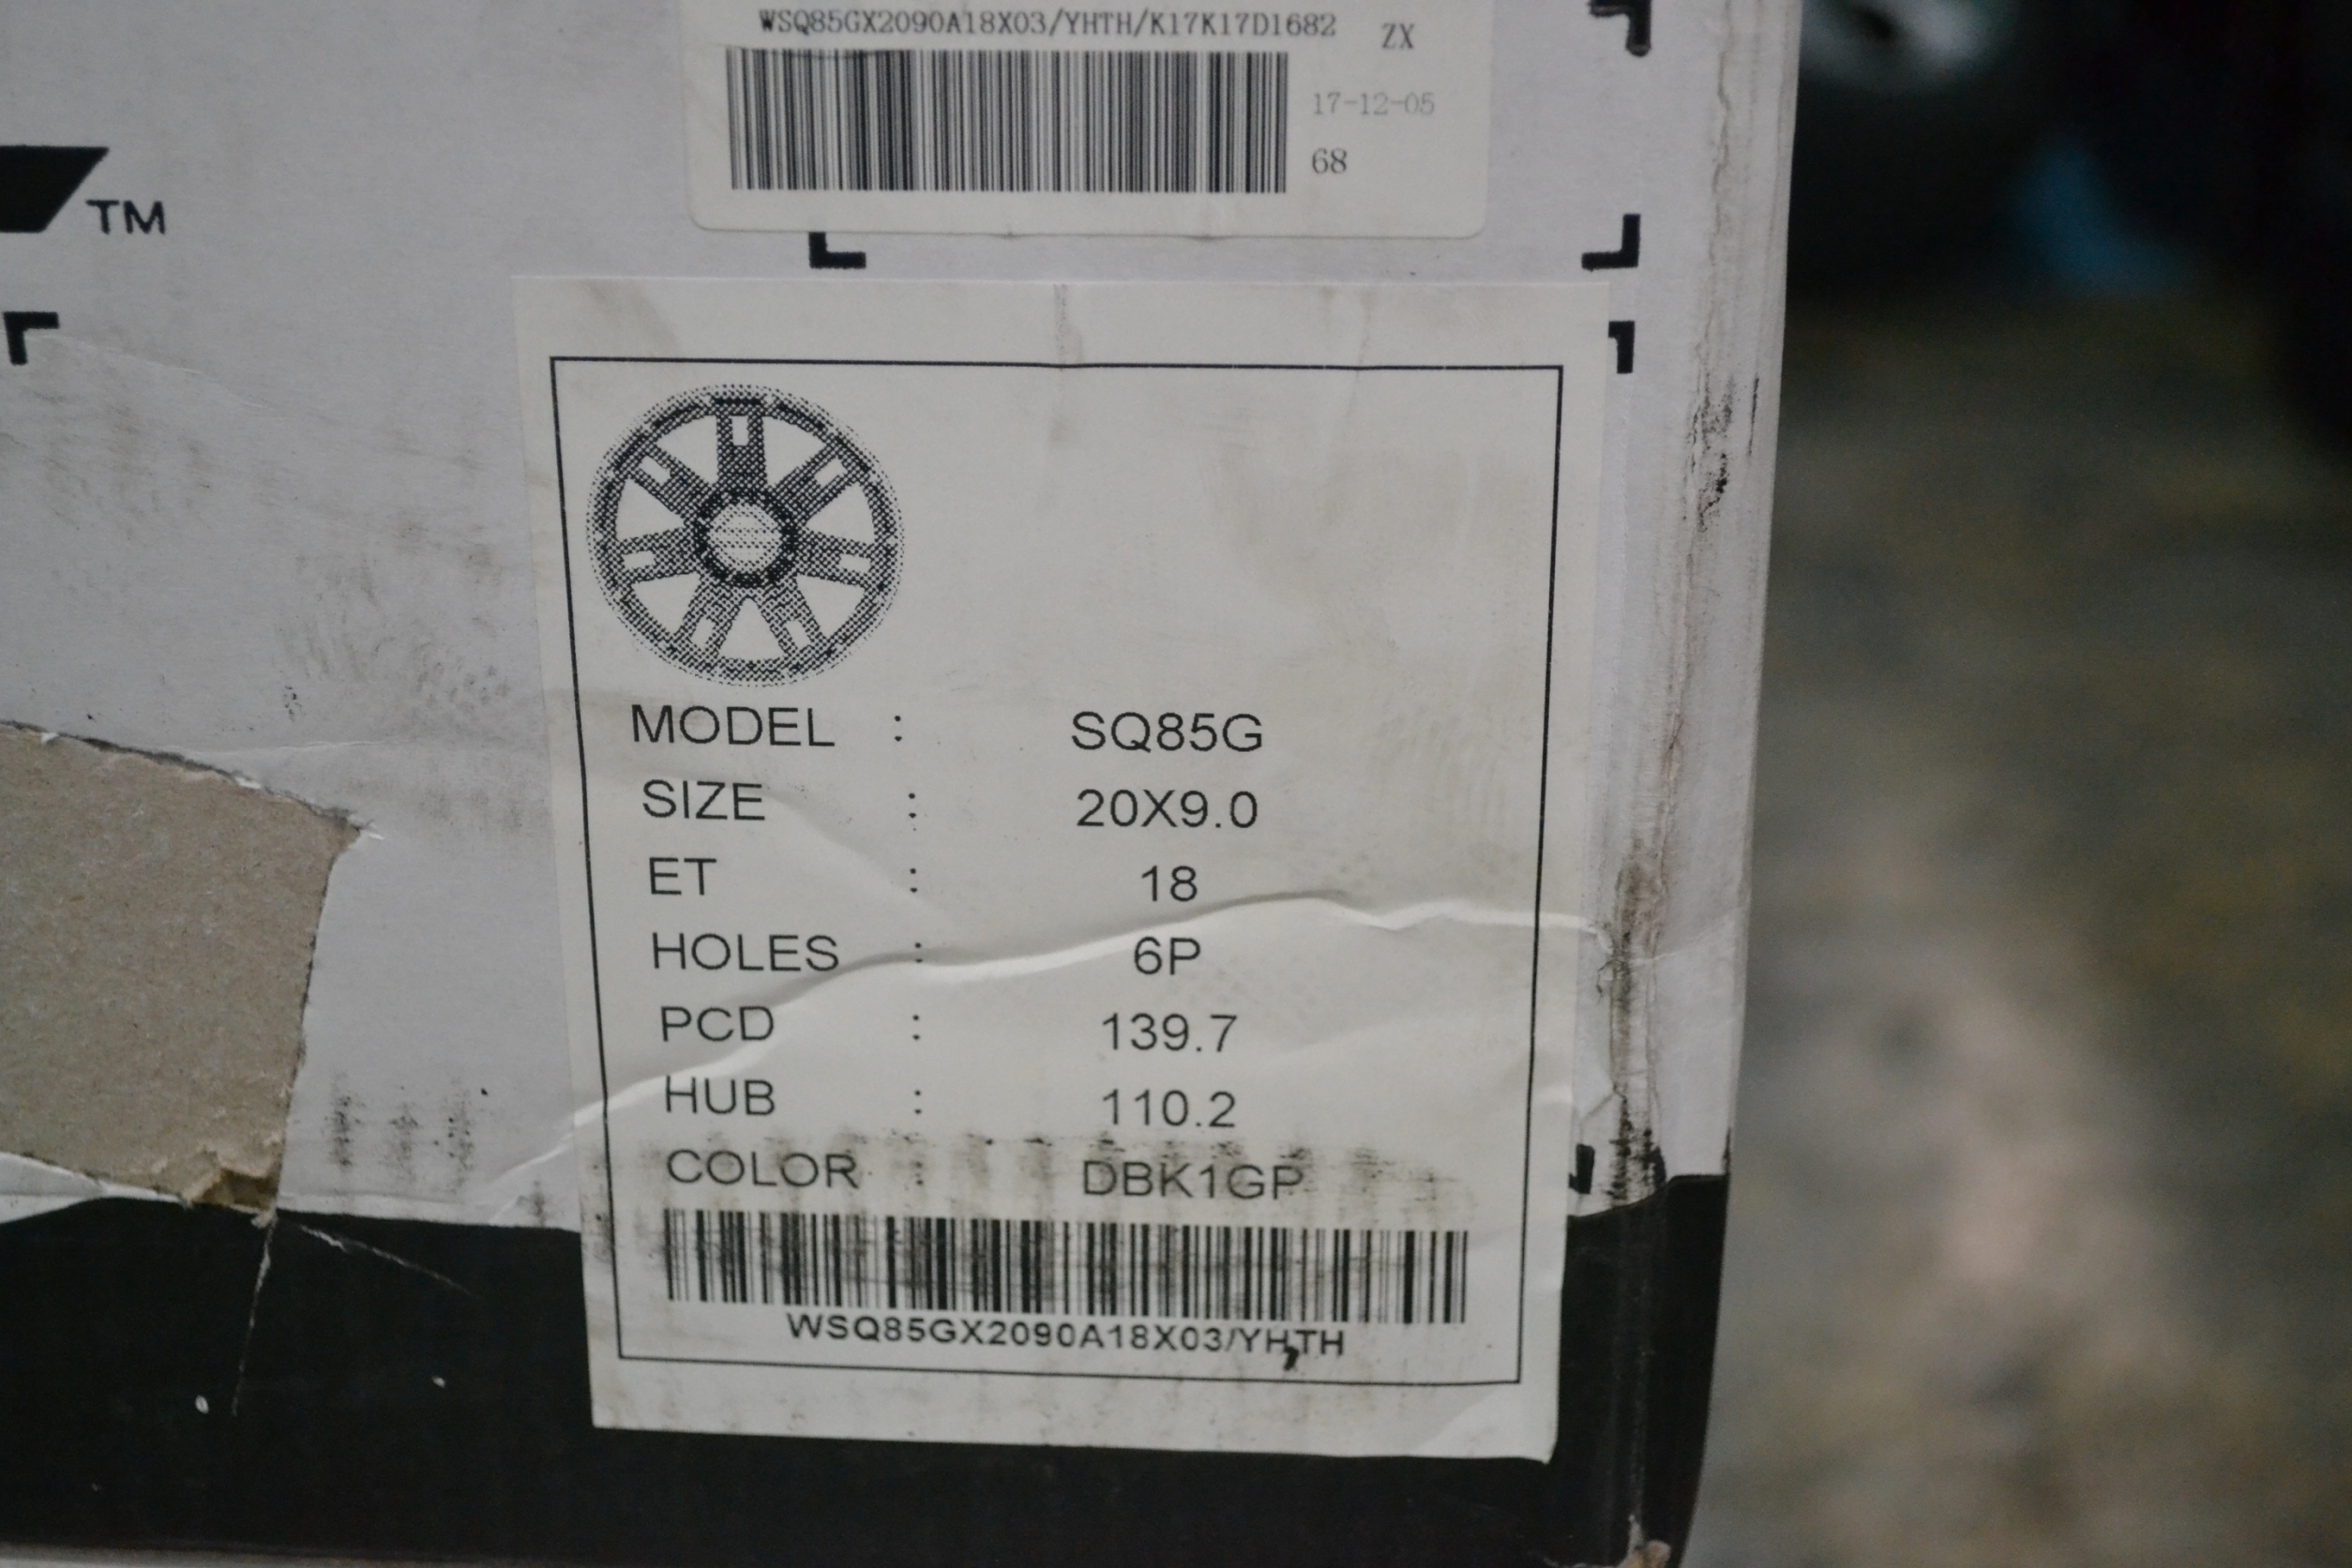 WSQ85GX2090A18X03/YHTH/K17K17D1682 ZX
17-12-05
68
TM
MODEL : SQ85G
SIZE : 20X9.0
ET : 18
HOLES : 6P
PCD : 139.7
HUB : 110.2
COLOR : DBK1GP
WSQ85GX2090A18X03/YHTH